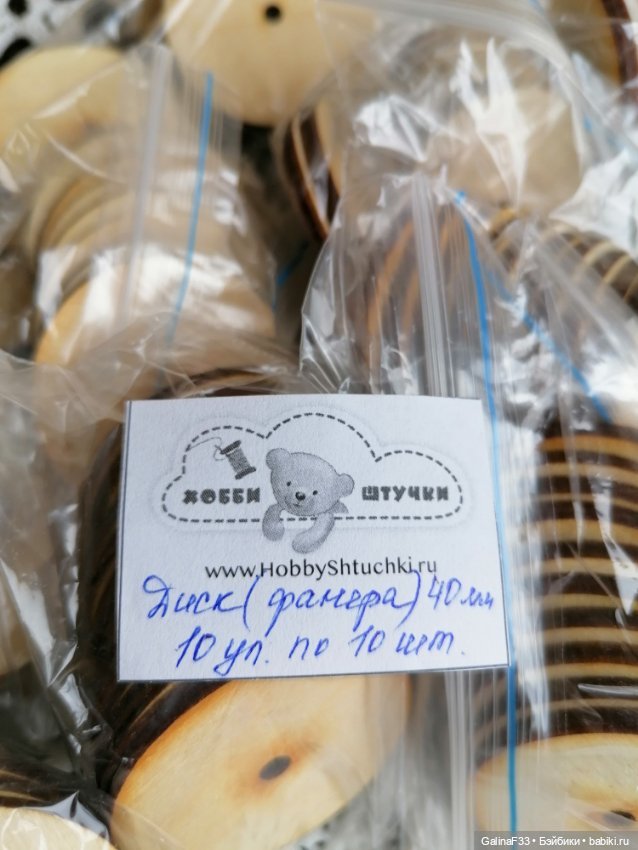 ХОББИ ШТУЧКИ
www.HobbyShtuchki.ru
Диск (фанера) 40 мм
10 уп. по 10 шт.
GalinaF33 • Бэйбики • babiki.ru